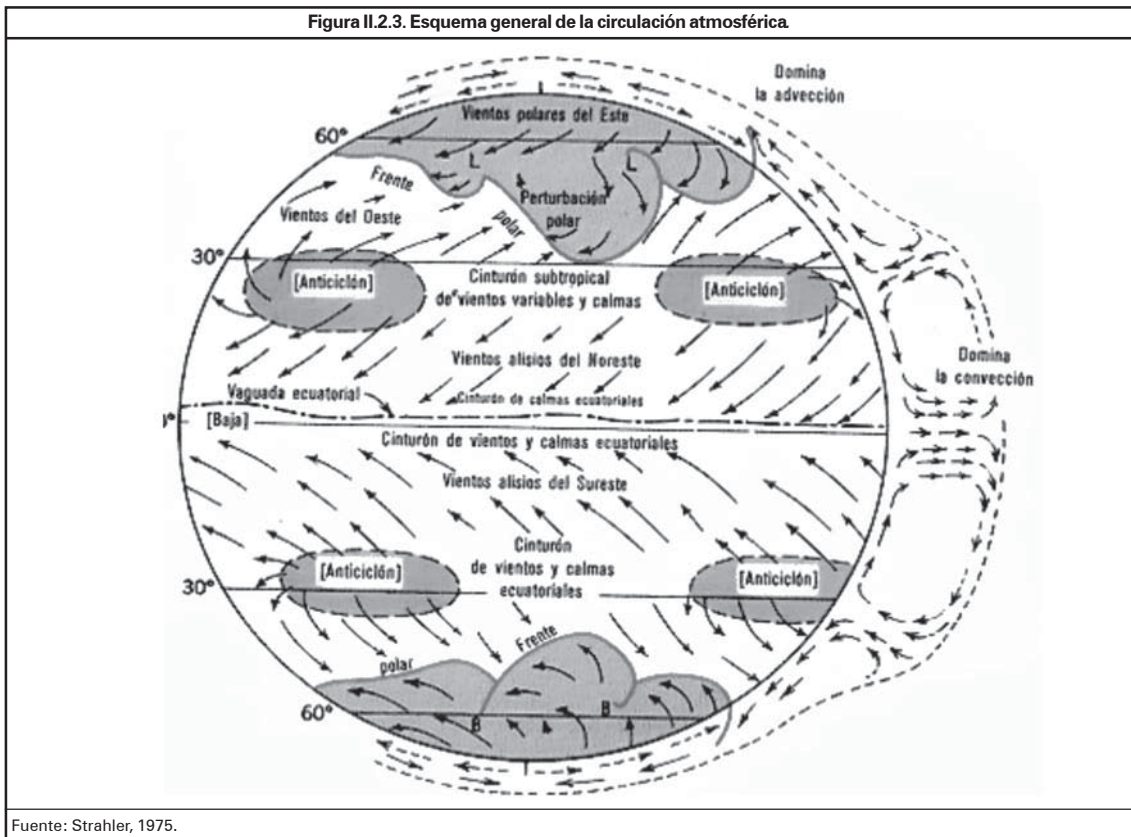 Figura II.2.3. Esquema general de la circulación atmosférica
Domina
la advección
Vientos polares del Este
60°
L
L
Frente
polar
Perturbación
polar
Vientos del Oeste
30°
[Anticiclón]
Cinturón subtropical
de vientos variables y calmas
[Anticiclón]
Domina
la convección
Vientos alisios del Noreste
Vaguada ecuatorial
Cinturón de calmas ecuatoriales
0°
[Baja]
Cinturón de vientos y calmas ecuatoriales
Vientos alisios del Sureste
Cinturón
de vientos y calmas
ecuatoriales
[Anticiclón]
[Anticiclón]
30°
Frente
polar
60°
B
B
Fuente: Strahler, 1975.